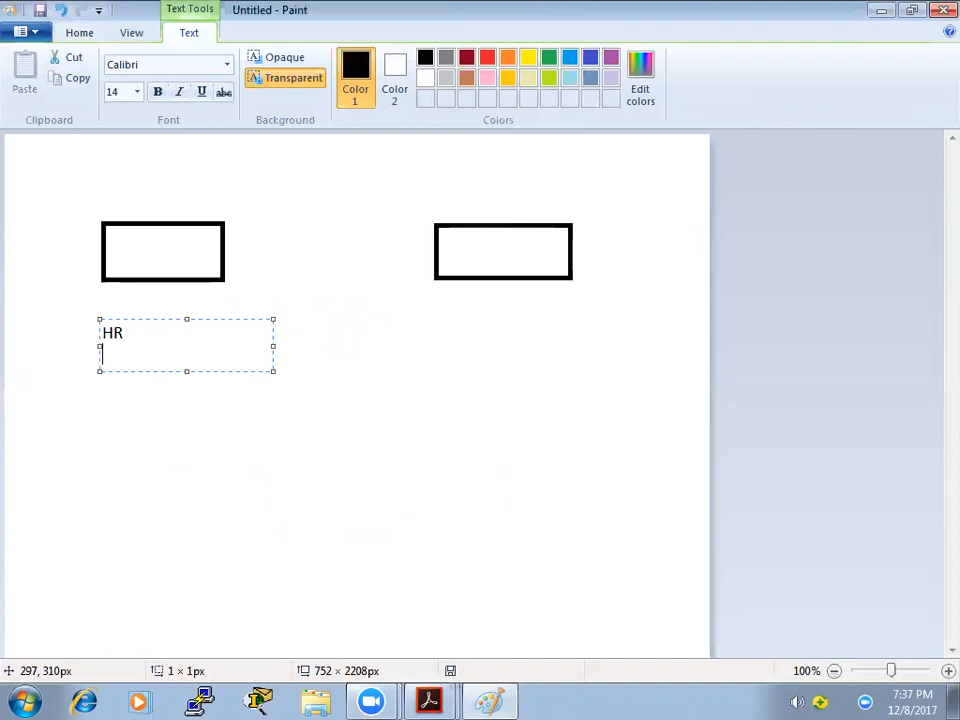 Text Tools
Untitled - Paint
Home
View
Text
Paste
Cut
Copy
Clipboard
Calibri
14
B I U abc
Font
Opaque
Transparent
Background
Color 1
Color 2
Edit colors
Colors
HR
297, 310px
1 × 1px
752 × 2208px
100%
7:37 PM
12/8/2017